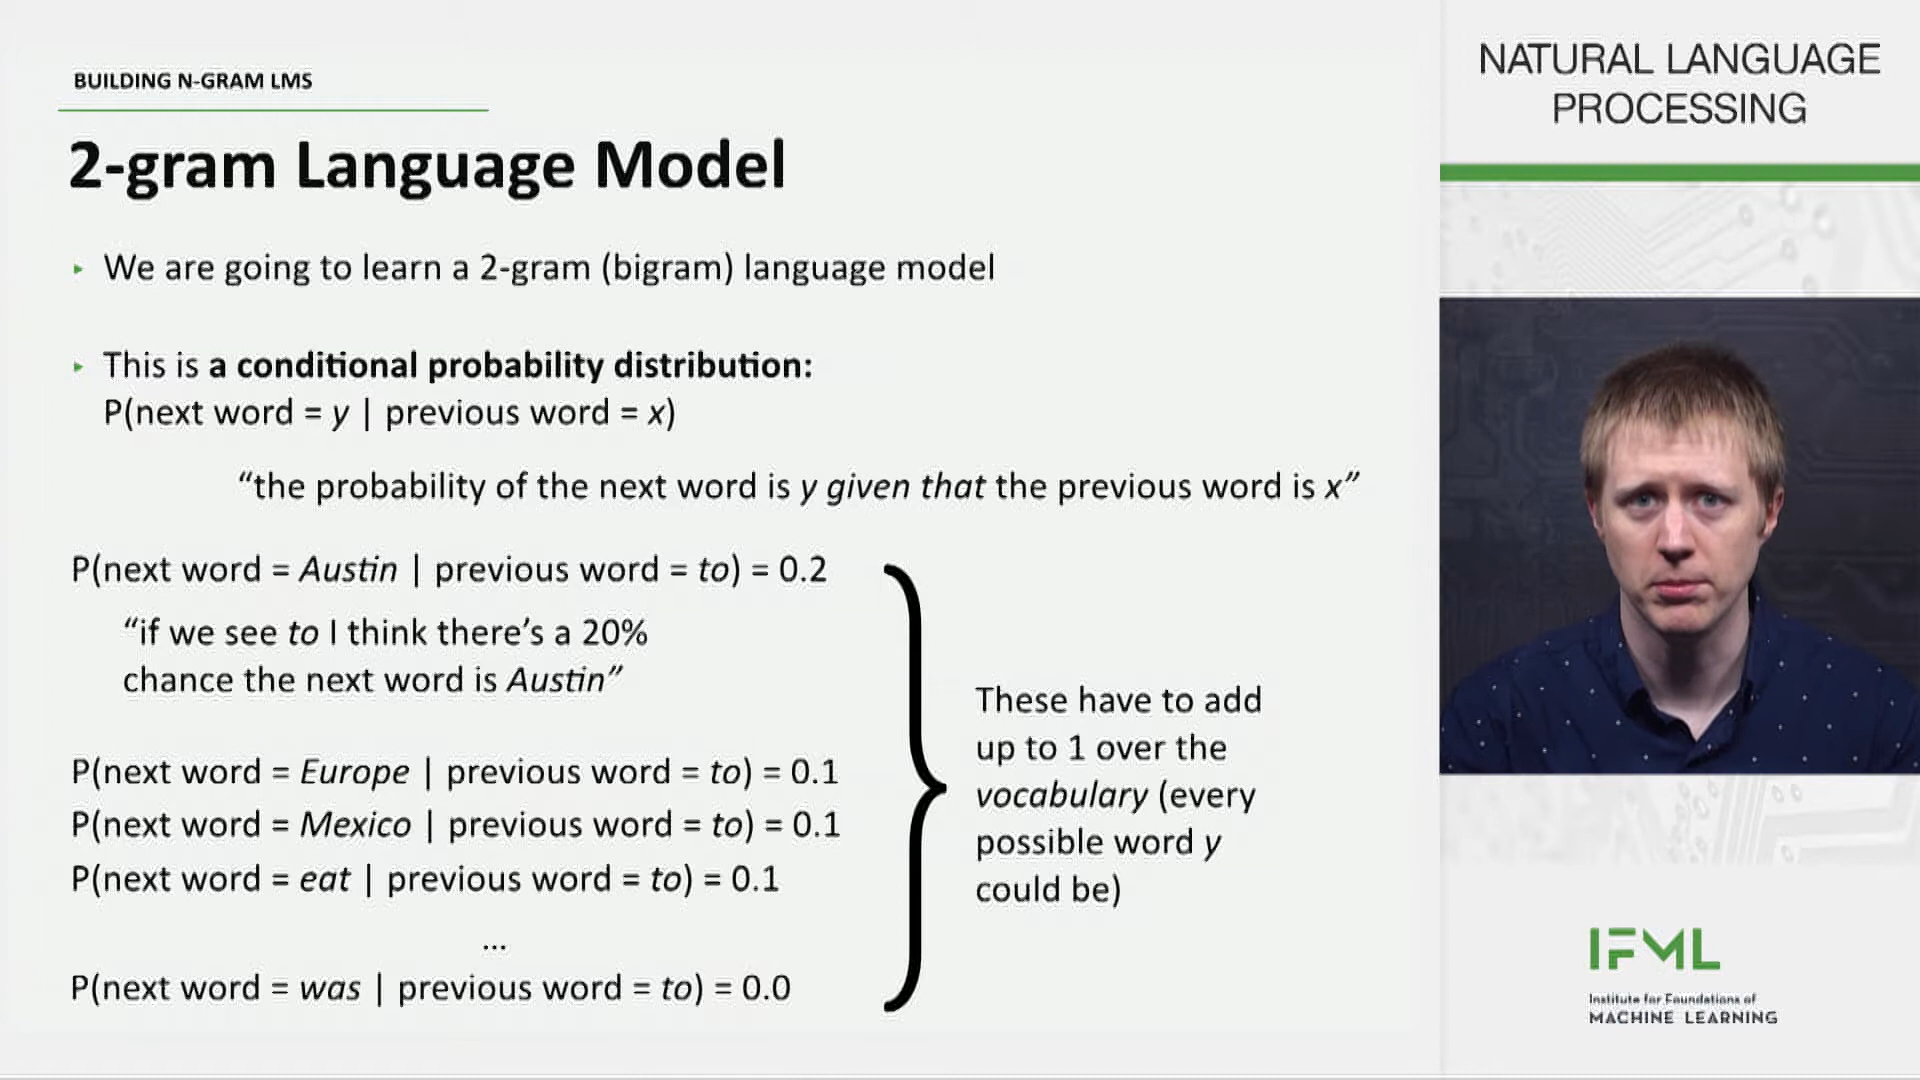 BUILDING N-GRAM LMS
2-gram Language Model
▸ We are going to learn a 2-gram (bigram) language model
▸ This is a conditional probability distribution:
P(next word = y | previous word = x)
“the probability of the next word is y given that the previous word is x”
P(next word = Austin | previous word = to) = 0.2
“if we see to I think there’s a 20%
chance the next word is Austin”
P(next word = Europe | previous word = to) = 0.1
P(next word = Mexico | previous word = to) = 0.1
P(next word = eat | previous word = to) = 0.1
...
P(next word = was | previous word = to) = 0.0
These have to add
up to 1 over the
vocabulary (every
possible word y
could be)
NATURAL LANGUAGE
PROCESSING
IFML
Institute for Foundations of
MACHINE LEARNING